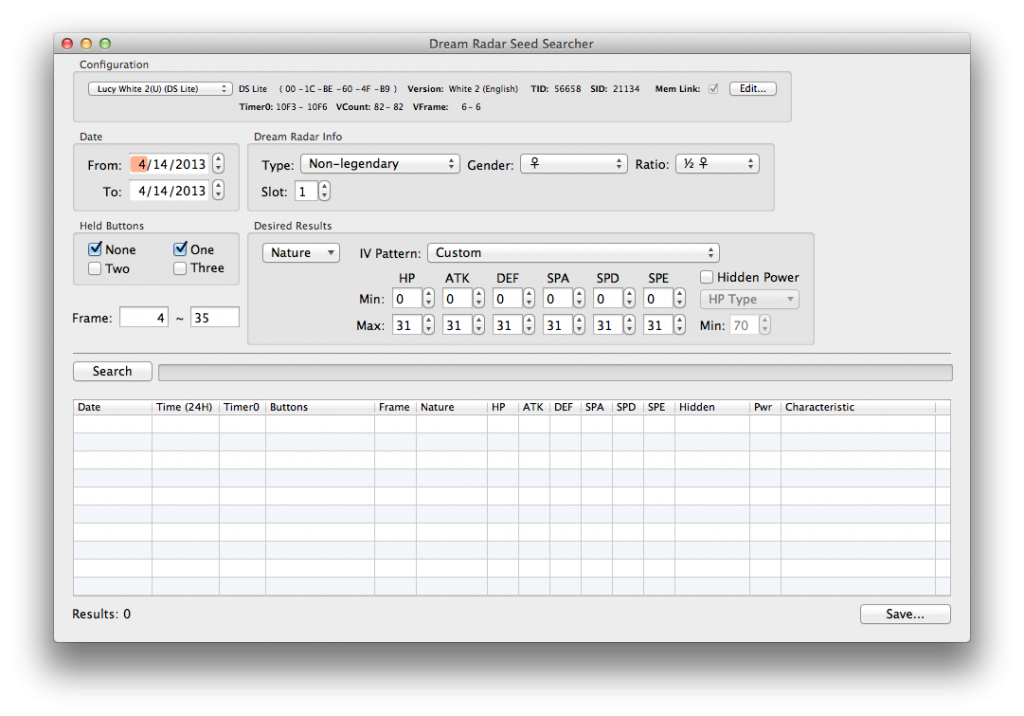 Dream Radar Seed Searcher
Configuration
Lucy White 2(U) (DS Lite) DS Lite ( 00 -1C -BE -60 -4F -B9 ) Version: White 2 (English) TID: 56658 SID: 21134 Mem Link: Edit...
Timer0: 10F3 - 10F6 VCount: 82 - 82 VFrame: 6 - 6
Date Dream Radar Info
From: 4/14/2013 Type: Non-legendary Gender: ♀ Ratio: ½ ♀
To: 4/14/2013 Slot: 1
Held Buttons Desired Results
None One Nature IV Pattern: Custom
Two Three HP ATK DEF SPA SPD SPE Hidden Power
Min: 0 0 0 0 0 0 HP Type
Frame: 4 ~ 35 Max: 31 31 31 31 31 31 Min: 70
Search
Date Time (24H) Timer0 Buttons Frame Nature HP ATK DEF SPA SPD SPE Hidden Pwr Characteristic
Results: 0 Save...